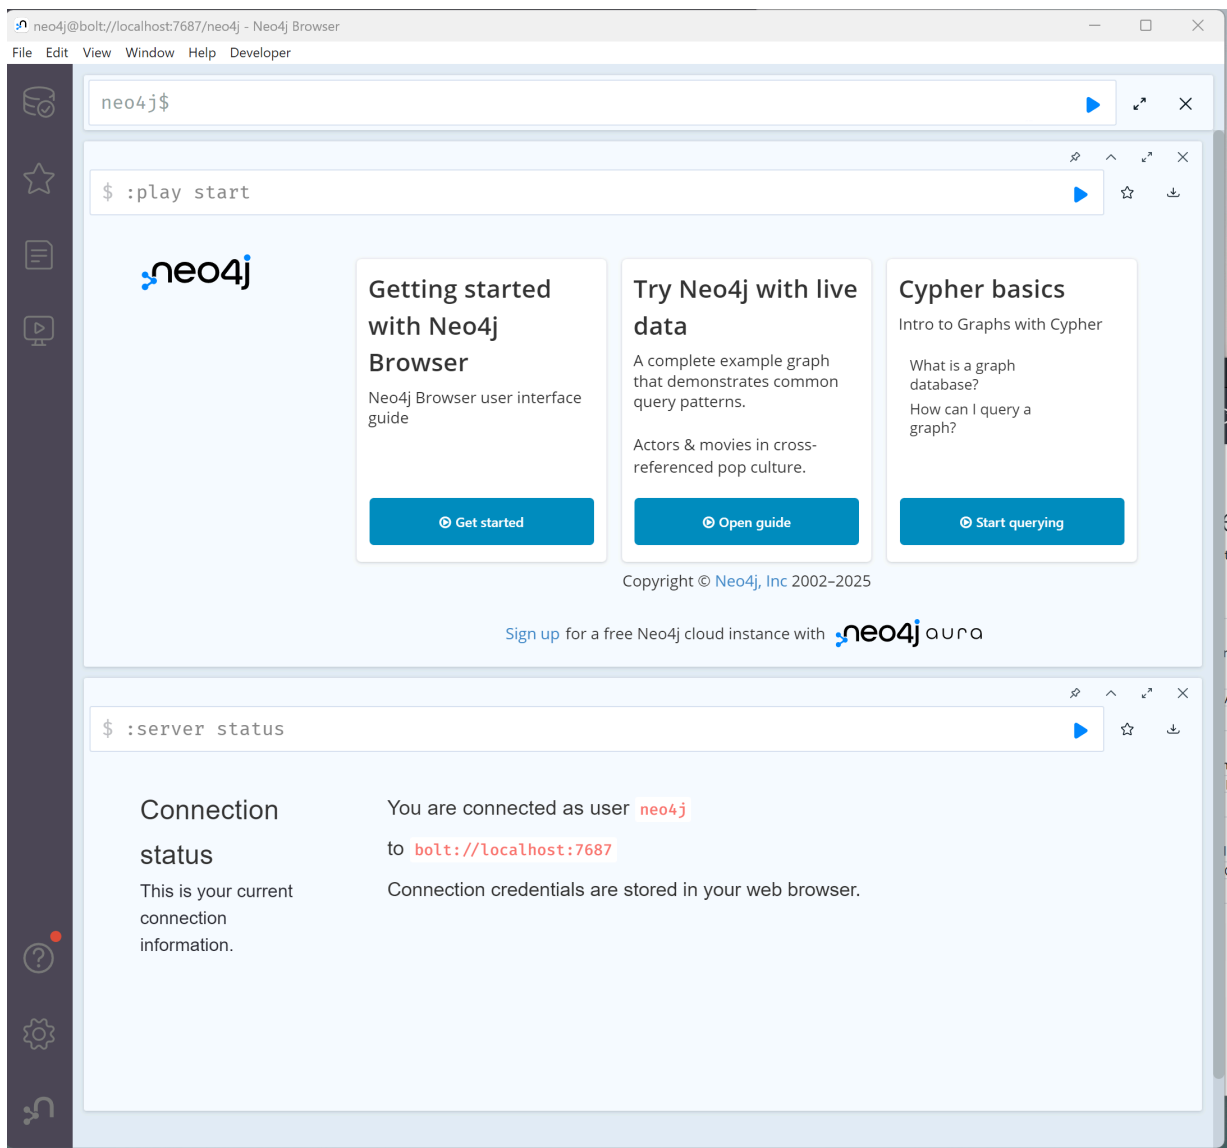 neo4j@bolt://localhost:7687/neo4j - Neo4j Browser
File Edit View Window Help Developer
neo4j$
$ :play start
neo4j
Getting started
with Neo4j
Browser
Neo4j Browser user interface
guide
Get started
Try Neo4j with live
data
A complete example graph
that demonstrates common
query patterns.
Actors & movies in cross-
referenced pop culture.
Open guide
Cypher basics
Intro to Graphs with Cypher
What is a graph
database?
How can I query a
graph?
Start querying
Copyright © Neo4j, Inc 2002–2025
Sign up for a free Neo4j cloud instance with neo4j aura
$ :server status
Connection
status
This is your current
connection
information.
You are connected as user neo4j
to bolt://localhost:7687
Connection credentials are stored in your web browser.